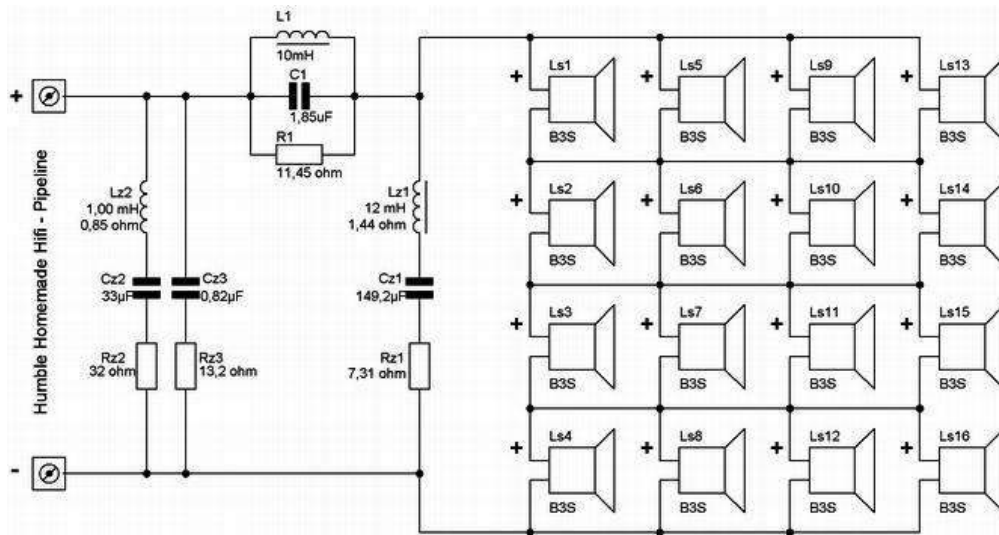 L1
10mH
C1
1,85uF
R1
11,45 ohm
+
-
Humble Homemade Hifi - Pipeline
Lz2
1,00 mH
0,85 ohm
Cz2
33µF
Rz2
32 ohm
Cz3
0,82µF
Rz3
13,2 ohm
Lz1
12 mH
1,44 ohm
Cz1
149,2µF
Rz1
7,31 ohm
+ Ls1
B3S
+ Ls5
B3S
+ Ls9
B3S
+ Ls13
B3S
+ Ls2
B3S
+ Ls6
B3S
+ Ls10
B3S
+ Ls14
B3S
+ Ls3
B3S
+ Ls7
B3S
+ Ls11
B3S
+ Ls15
B3S
+ Ls4
B3S
+ Ls8
B3S
+ Ls12
B3S
+ Ls16
B3S